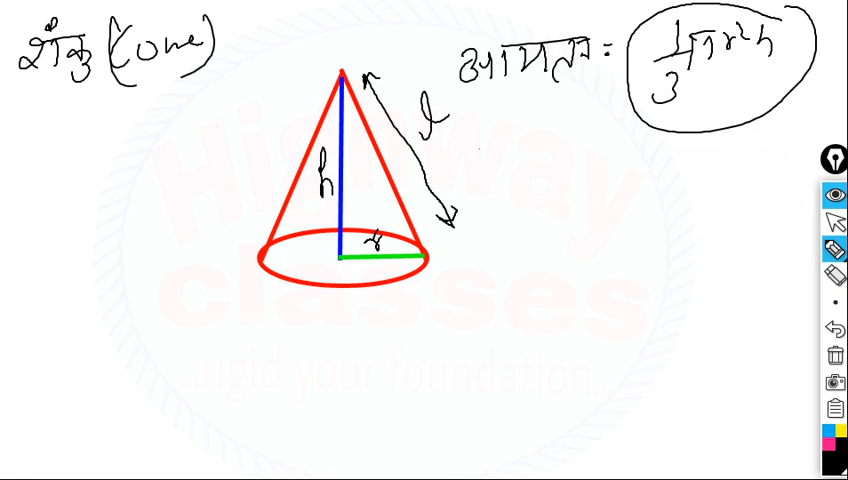 शंकु (Cone)
आयतन = 1/3 πr²h
l
h
r
Highway
classes
...rigid your foundation...